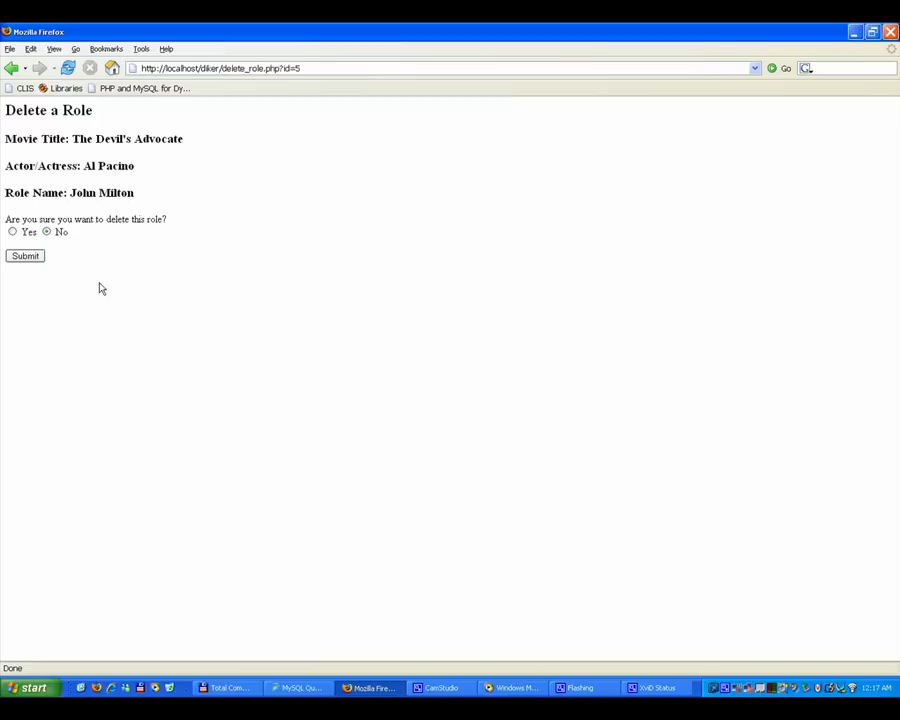 Mozilla Firefox
File Edit View Go Bookmarks Tools Help
http://localhost/diker/delete_role.php?id=5 Go
CLIS Libraries PHP and MySQL for Dy...
Delete a Role
Movie Title: The Devil's Advocate
Actor/Actress: Al Pacino
Role Name: John Milton
Are you sure you want to delete this role?
Yes No
Submit
Done
start Total Com... MySQL Qu... Mozilla Fire... CamStudio Windows M... Flashing XviD Status 12:17 AM